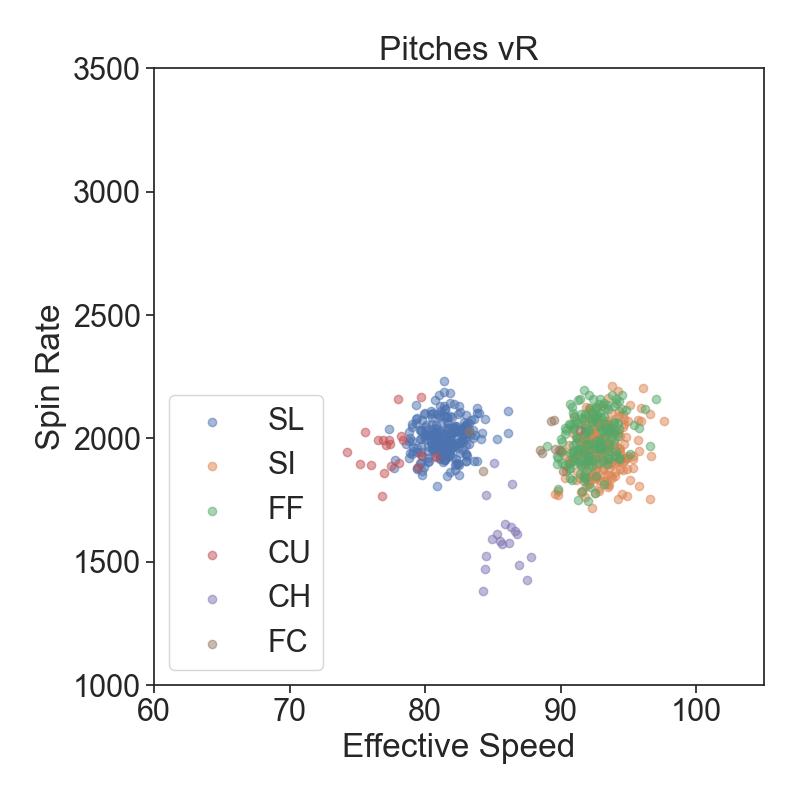 Pitches vR
3500
3000
2500
2000
1500
1000
Spin Rate
SL
SI
FF
CU
CH
FC
60 70 80 90 100
Effective Speed